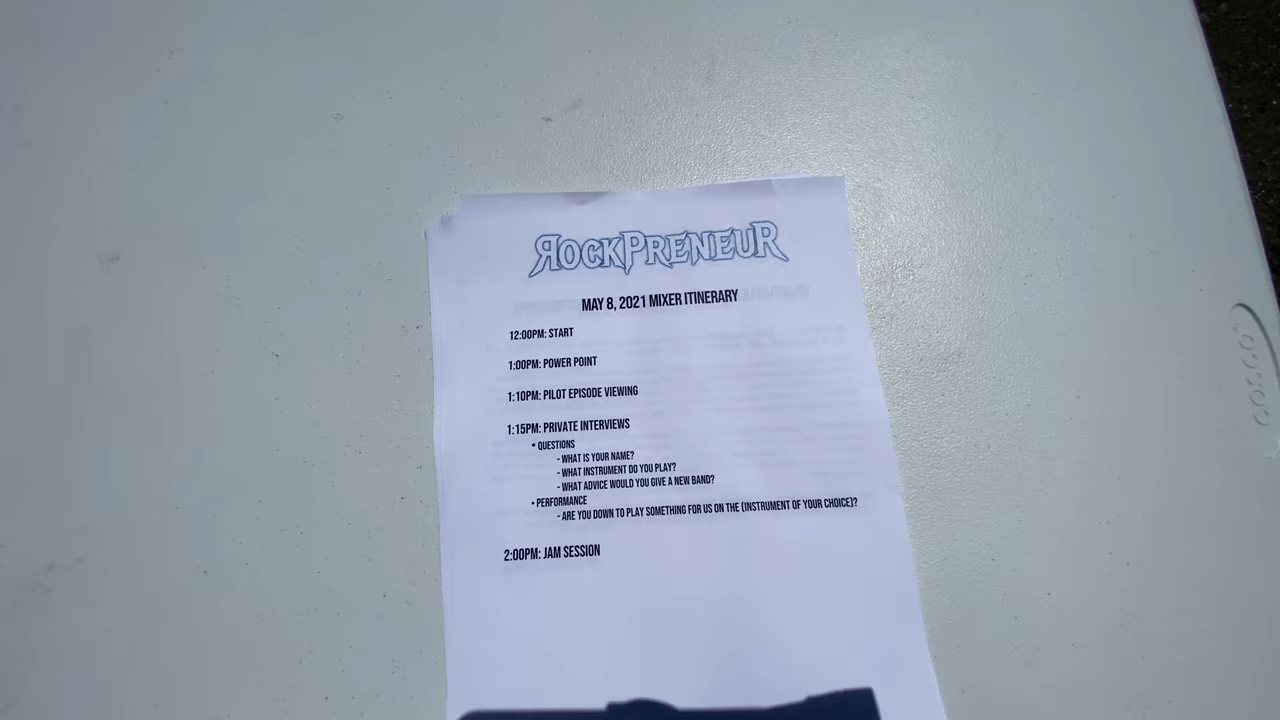 ROCKPRENEUR
MAY 8, 2021 MIXER ITINERARY
12:00PM: START
1:00PM: POWER POINT
1:10PM: PILOT EPISODE VIEWING
1:15PM: PRIVATE INTERVIEWS
• QUESTIONS
- WHAT IS YOUR NAME?
- WHAT INSTRUMENT DO YOU PLAY?
- WHAT ADVICE WOULD YOU GIVE A NEW BAND?
• PERFORMANCE
- ARE YOU DOWN TO PLAY SOMETHING FOR US ON THE (INSTRUMENT OF YOUR CHOICE)?
2:00PM: JAM SESSION
COSCO